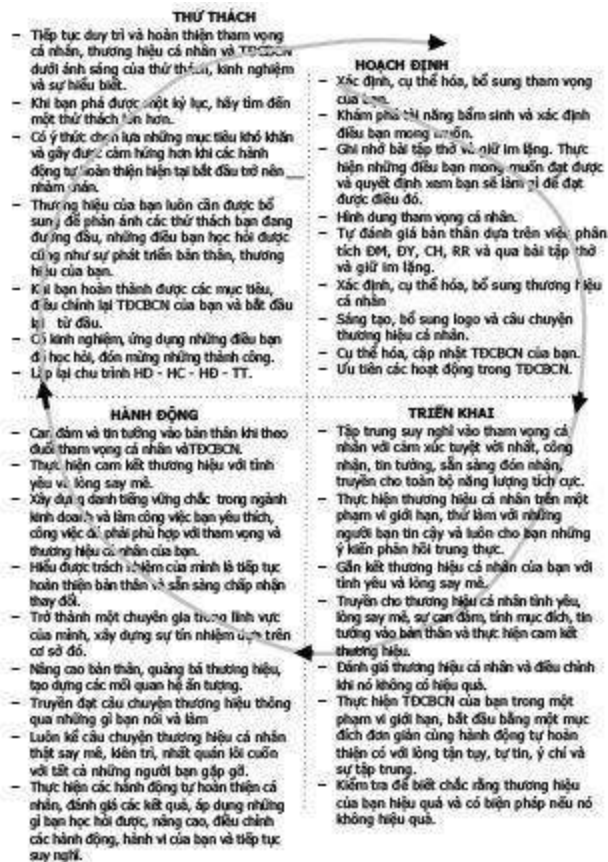 THỬ THÁCH
– Tiếp tục duy trì và hoàn thiện tham vọng
cá nhân, thương hiệu cá nhân và TĐCBCN
dưới ánh sáng của thử thách, kinh nghiệm
và sự hiểu biết.
– Khi bạn phá được một kỷ lục, hãy tìm đến
một thử thách lớn hơn.
– Có ý thức chọn lựa những mục tiêu khó khăn
và gây được cảm hứng hơn khi các hành
động tự hoàn thiện hiện tại bắt đầu trở nên
nhàm chán.
– Thương hiệu của bạn luôn cần được bổ
sung để phản ánh các thử thách bạn đang
đương đầu, những điều bạn học hỏi được
cũng như sự phát triển bản thân, thương
hiệu của bạn.
– Khi bạn hoàn thành được các mục tiêu,
điều chỉnh lại TĐCBCN của bạn và bắt đầu
lại từ đầu.
– Có kinh nghiệm, ứng dụng những điều bạn
đã học hỏi, đón mừng những thành công.
– Lặp lại chu trình HD - HC - HĐ - TT.
HOẠCH ĐỊNH
– Xác định, cụ thể hóa, bổ sung tham vọng
của bạn.
– Khám phá tài năng bẩm sinh và xác định
điều bạn mong muốn.
– Ghi nhớ bài tập thở và giữ im lặng. Thực
hiện những điều bạn mong muốn đạt được
và quyết định xem bạn sẽ làm gì để đạt
được điều đó.
– Hình dung tham vọng cá nhân.
– Tự đánh giá bản thân dựa trên việc phân
tích ĐM, ĐY, CH, RR và qua bài tập thở
và giữ im lặng.
– Xác định, cụ thể hóa, bổ sung thương hiệu
cá nhân
– Sáng tạo, bổ sung logo và câu chuyện
thương hiệu cá nhân.
– Cụ thể hóa, cập nhật TĐCBCN của bạn.
– Ưu tiên các hoạt động trong TĐCBCN.
HÀNH ĐỘNG
– Can đảm và tin tưởng vào bản thân khi theo
đuổi tham vọng cá nhân vàTĐCBCN.
– Thực hiện cam kết thương hiệu với tình
yêu và lòng say mê.
– Xây dựng danh tiếng vững chắc trong ngành
kinh doanh và làm công việc bạn yêu thích,
công việc đó phải phù hợp với tham vọng và
thương hiệu cá nhân của bạn.
– Hiểu được trách nhiệm của mình là tiếp tục
hoàn thiện bản thân và sẵn sàng chấp nhận
thay đổi.
– Trở thành một chuyên gia trong lĩnh vực
của mình, xây dựng sự tín nhiệm dựa trên
cơ sở đó.
– Nâng cao bản thân, quảng bá thương hiệu,
tạo dựng các mối quan hệ ấn tượng.
– Truyền đạt câu chuyện thương hiệu thông
qua những gì bạn nói và làm
– Luôn kể câu chuyện thương hiệu cá nhân
thật say mê, kiên trì, nhất quán lôi cuốn
với tất cả những người bạn gặp gỡ.
– Thực hiện các hành động tự hoàn thiện cá
nhân, đánh giá các kết quả, áp dụng những
gì bạn học hỏi được, nâng cao, điều chỉnh
các hành động, hành vi của bạn và tiếp tục
suy nghĩ.
TRIỂN KHAI
– Tập trung suy nghĩ vào tham vọng cá
nhân với cảm xúc tuyệt vời nhất, công
nhận, tin tưởng, sẵn sàng đón nhận,
truyền cho toàn bộ năng lượng tích cực.
– Thực hiện thương hiệu cá nhân trên một
phạm vi giới hạn, thử làm với những
người bạn tin cậy và luôn cho bạn những
ý kiến phản hồi trung thực.
– Gắn kết thương hiệu cá nhân của bạn với
tình yêu và lòng say mê.
– Truyền cho thương hiệu cá nhân tình yêu,
lòng say mê, sự can đảm, tính mục đích, tin
tưởng vào bản thân và thực hiện cam kết
thương hiệu.
– Đánh giá thương hiệu cá nhân và điều chỉnh
khi nó không có hiệu quả.
– Thực hiện TĐCBCN của bạn trong một
phạm vi giới hạn, bắt đầu bằng một mục
đích đơn giản cùng hành động tự hoàn
thiện có với lòng tận tụy, tự tin, ý chí và
sự tập trung.
– Kiểm tra để biết chắc rằng thương hiệu
của bạn hiệu quả và có biện pháp nếu nó
không hiệu quả.